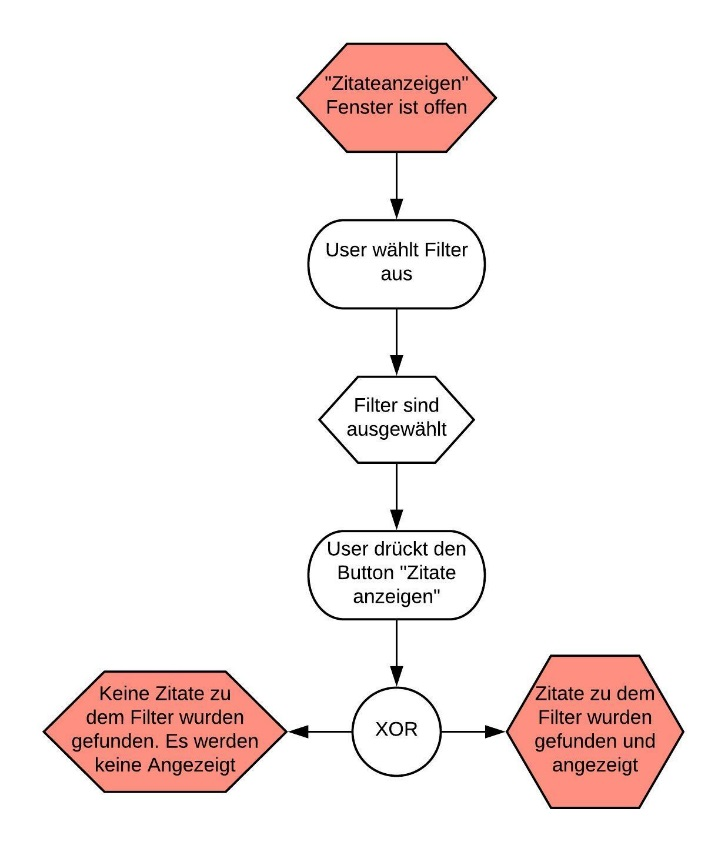 "Zitateanzeigen"
Fenster ist offen
User wählt Filter
aus
Filter sind
ausgewählt
User drückt den
Button "Zitate
anzeigen"
Keine Zitate zu
dem Filter wurden
gefunden. Es werden
keine Angezeigt
XOR
Zitate zu dem
Filter wurden
gefunden und
angezeigt